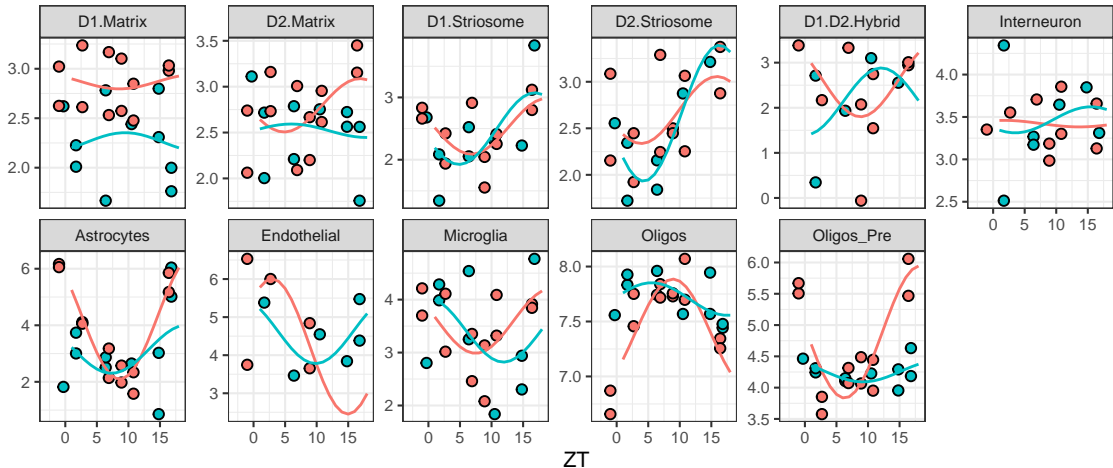 D1.Matrix
D2.Matrix
D1.Striosome
D2.Striosome
D1.D2.Hybrid
Interneuron
3.0
2.5
2.0
3.5
3.0
2.5
2.0
3
2
3.0
2.5
2.0
3
2
1
0
4.0
3.5
3.0
2.5
0 5 10 15
Astrocytes
Endothelial
Microglia
Oligos
Oligos_Pre
6
4
2
6
5
4
3
4
3
2
8.0
7.5
7.0
6.0
5.5
5.0
4.5
4.0
3.5
0 5 10 15
0 5 10 15
0 5 10 15
0 5 10 15
0 5 10 15
ZT